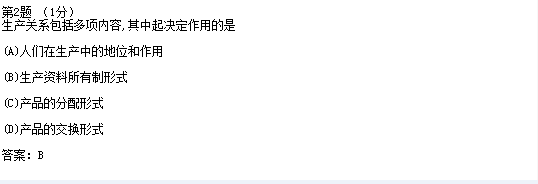 第2题 （1分）
生产关系包括多项内容,其中起决定作用的是
(A)人们在生产中的地位和作用
(B)生产资料所有制形式
(C)产品的分配形式
(D)产品的交换形式
答案: B